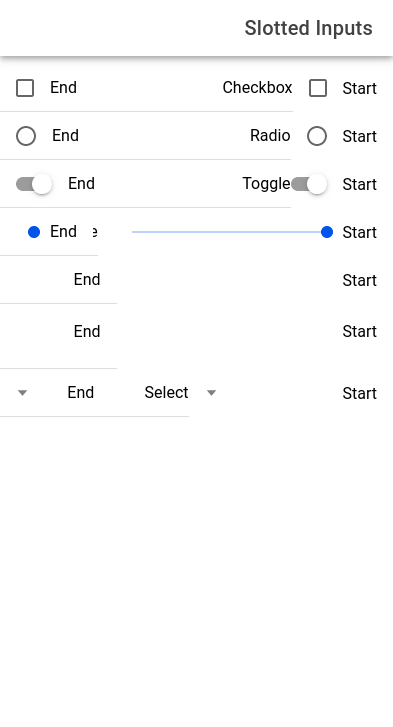 Slotted Inputs
End Checkbox Start
End Radio Start
End Toggle Start
End e Start
End Start
End Start
End Select Start